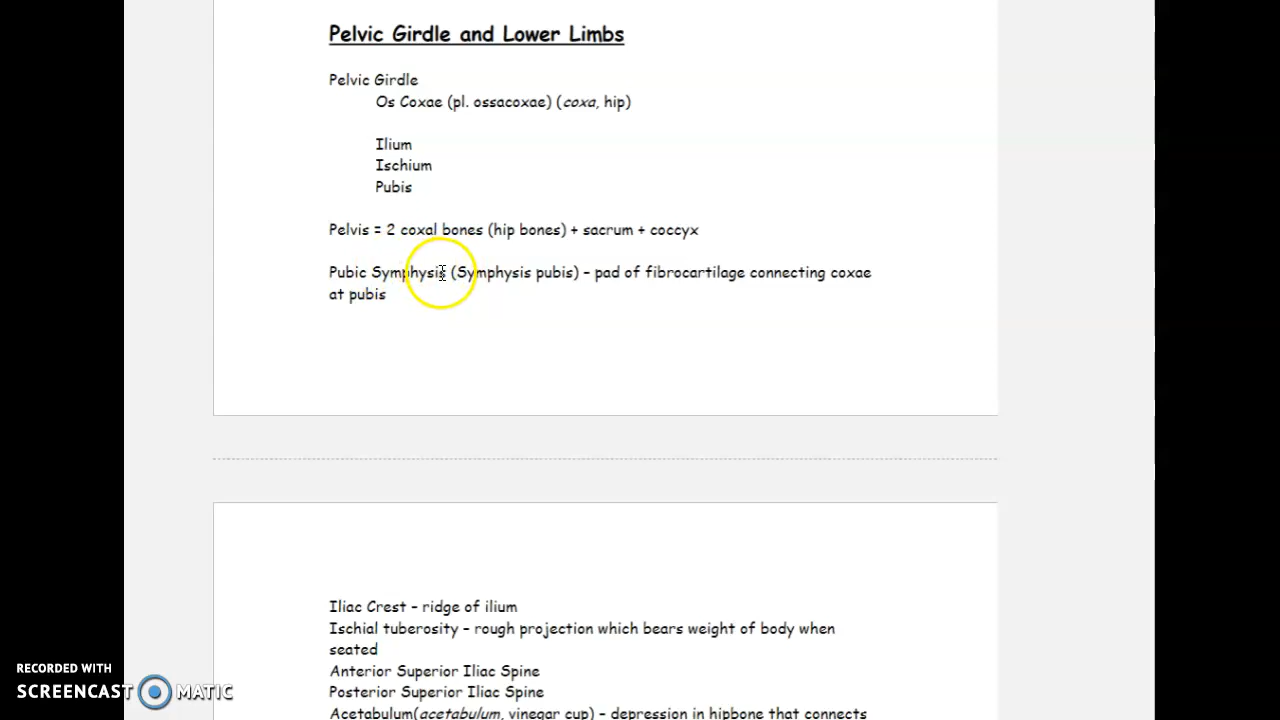 Pelvic Girdle and Lower Limbs
Pelvic Girdle
Os Coxae (pl. ossacoxae) (coxa, hip)
Ilium
Ischium
Pubis
Pelvis = 2 coxal bones (hip bones) + sacrum + coccyx
Pubic Symphysis (Symphysis pubis) – pad of fibrocartilage connecting coxae
at pubis
Iliac Crest – ridge of ilium
Ischial tuberosity – rough projection which bears weight of body when
seated
Anterior Superior Iliac Spine
Posterior Superior Iliac Spine
Acetabulum(acetabulum, vinegar cup) – depression in hipbone that connects
RECORDED WITH
SCREENCAST MATIC